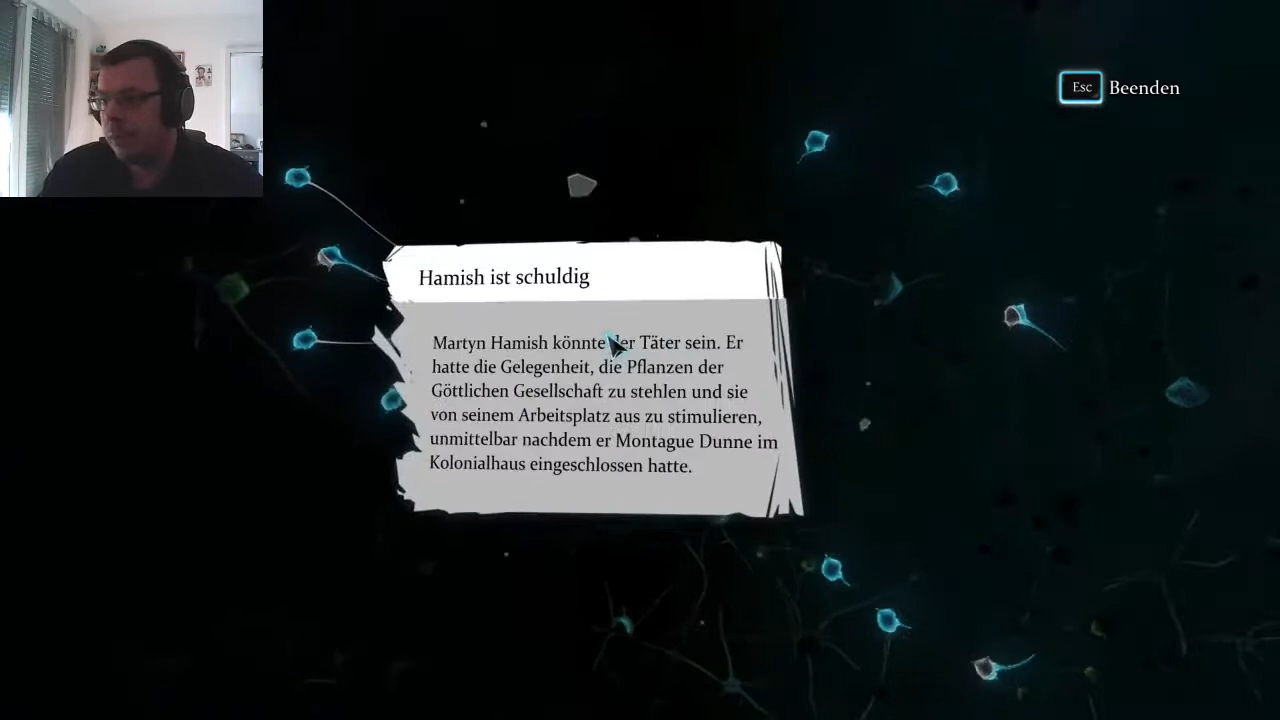 Esc Beenden
Hamish ist schuldig
Martyn Hamish könnte der Täter sein. Er
hatte die Gelegenheit, die Pflanzen der
Göttlichen Gesellschaft zu stehlen und sie
von seinem Arbeitsplatz aus zu stimulieren,
unmittelbar nachdem er Montague Dunne im
Kolonialhaus eingeschlossen hatte.